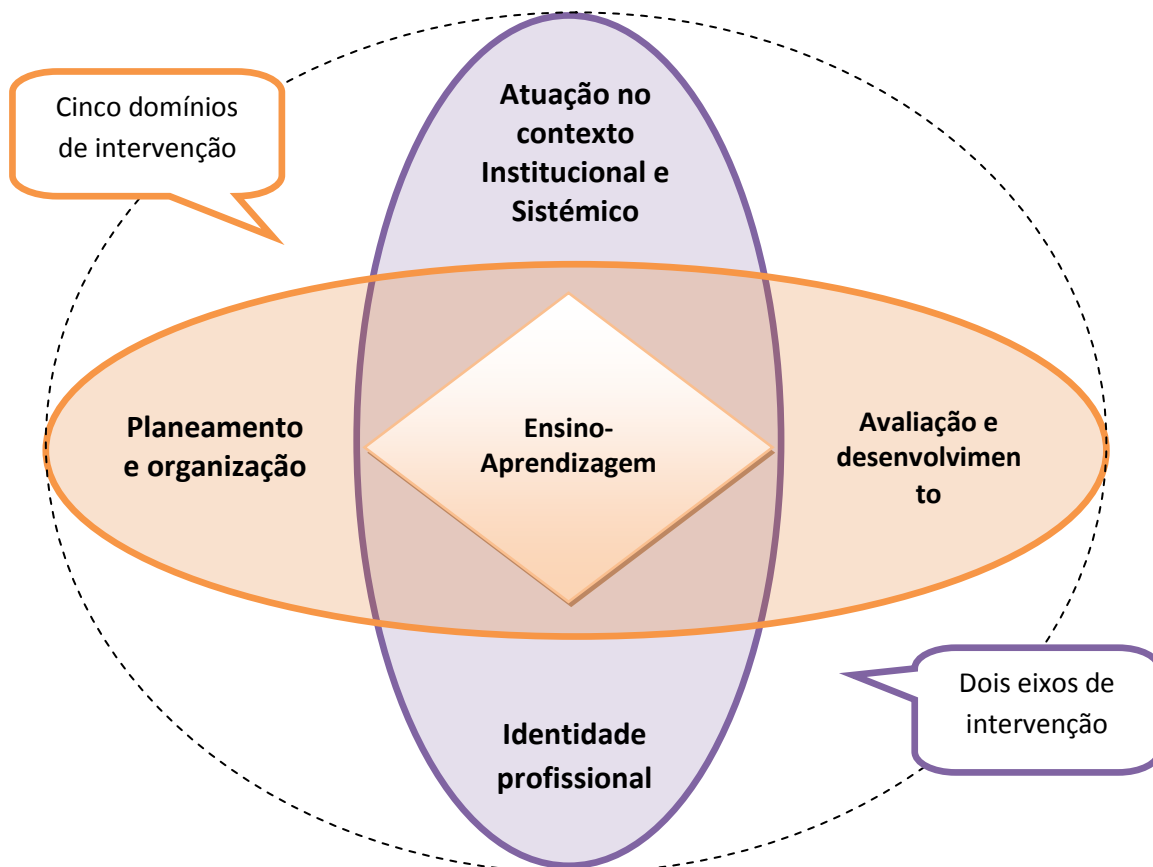 Cinco domínios
de intervenção
Atuação no
contexto
Institucional e
Sistémico
Planeamento
e organização
Ensino-
Aprendizagem
Avaliação e
desenvolvimen
to
Identidade
profissional
Dois eixos de
intervenção